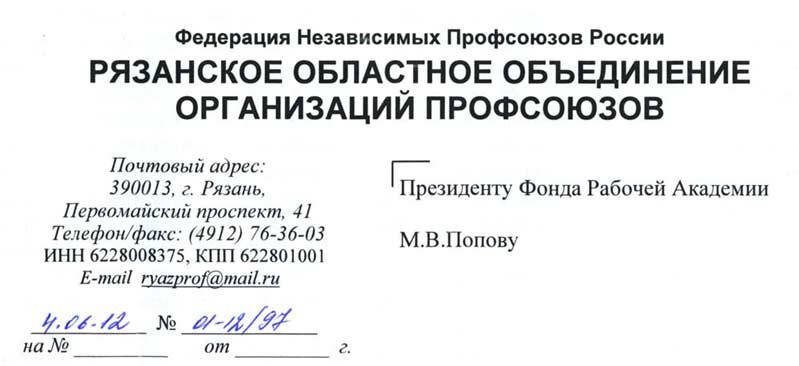 Федерация Независимых Профсоюзов России
РЯЗАНСКОЕ ОБЛАСТНОЕ ОБЪЕДИНЕНИЕ
ОРГАНИЗАЦИЙ ПРОФСОЮЗОВ
Почтовый адрес:
390013, г. Рязань,
Первомайский проспект, 41
Телефон/факс: (4912) 76-36-03
ИНН 6228008375, КПП 622801001
E-mail ryazprof@mail.ru
4.06.12 № 01-12/97
на № __________ от __________ г.
Президенту Фонда Рабочей Академии
М.В.Попову